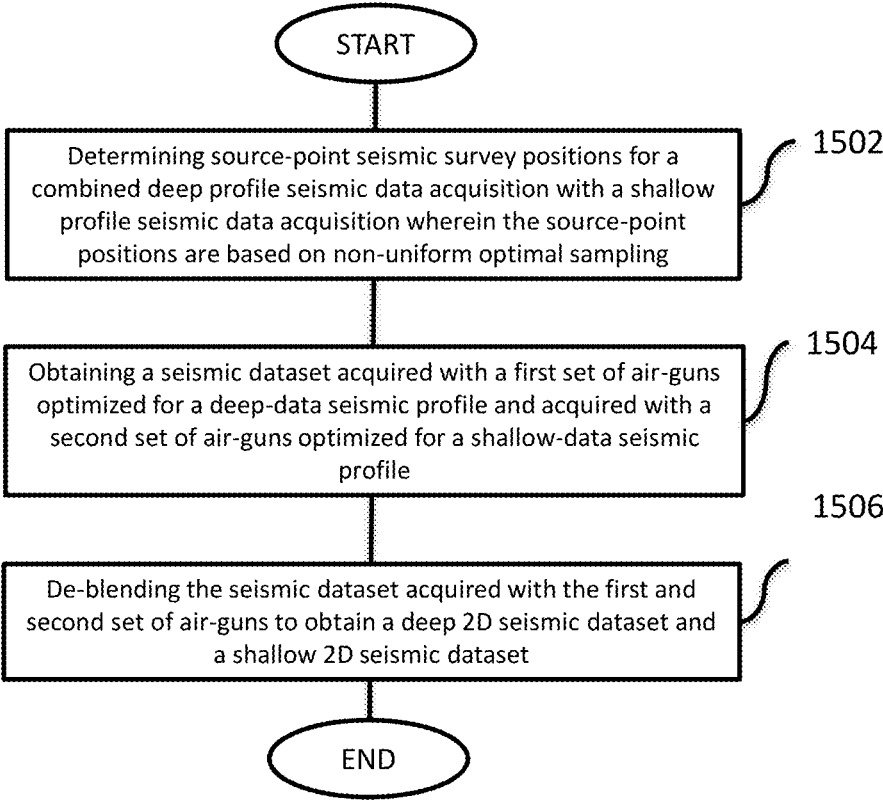 START
Determining source-point seismic survey positions for a
combined deep profile seismic data acquisition with a shallow
profile seismic data acquisition wherein the source-point
positions are based on non-uniform optimal sampling
1502
Obtaining a seismic dataset acquired with a first set of air-guns
optimized for a deep-data seismic profile and acquired with a
second set of air-guns optimized for a shallow-data seismic
profile
1504
De-blending the seismic dataset acquired with the first and
second set of air-guns to obtain a deep 2D seismic dataset and
a shallow 2D seismic dataset
1506
END